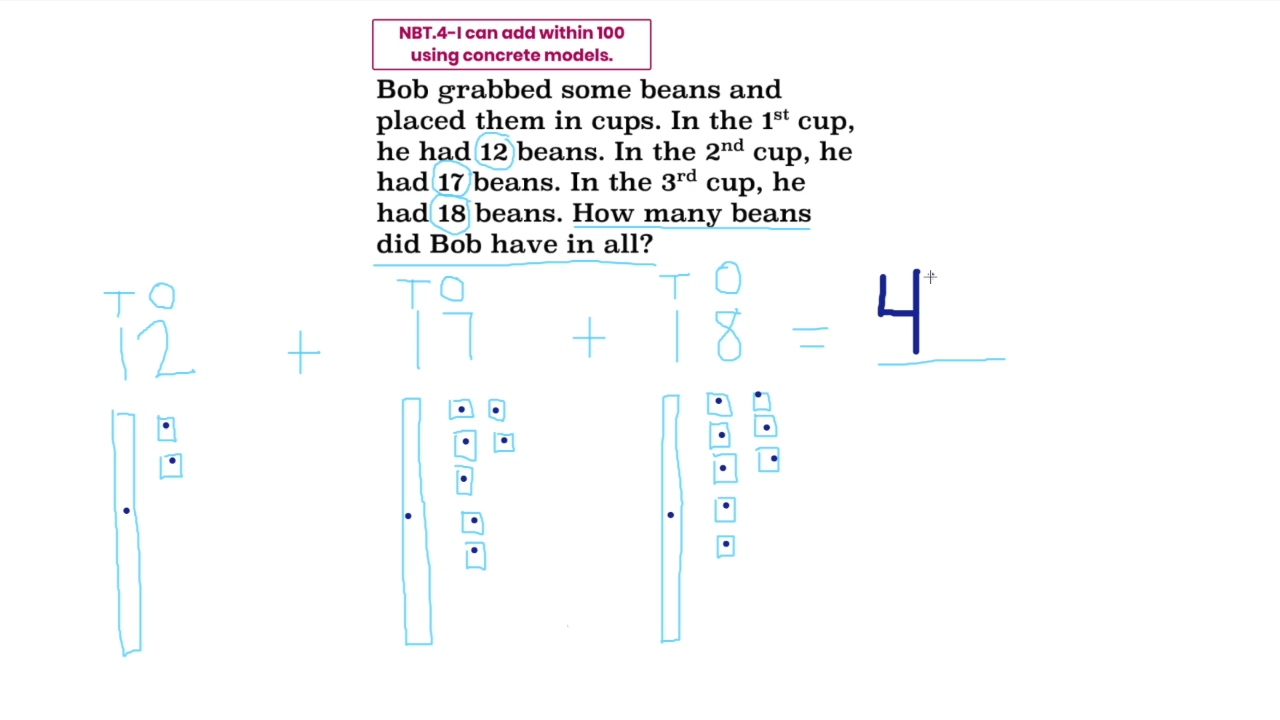 NBT.4-I can add within 100
using concrete models.
Bob grabbed some beans and
placed them in cups. In the 1st cup,
he had 12 beans. In the 2nd cup, he
had 17 beans. In the 3rd cup, he
had 18 beans. How many beans
did Bob have in all?
T O T O T O
12 + 17 + 18 = 4